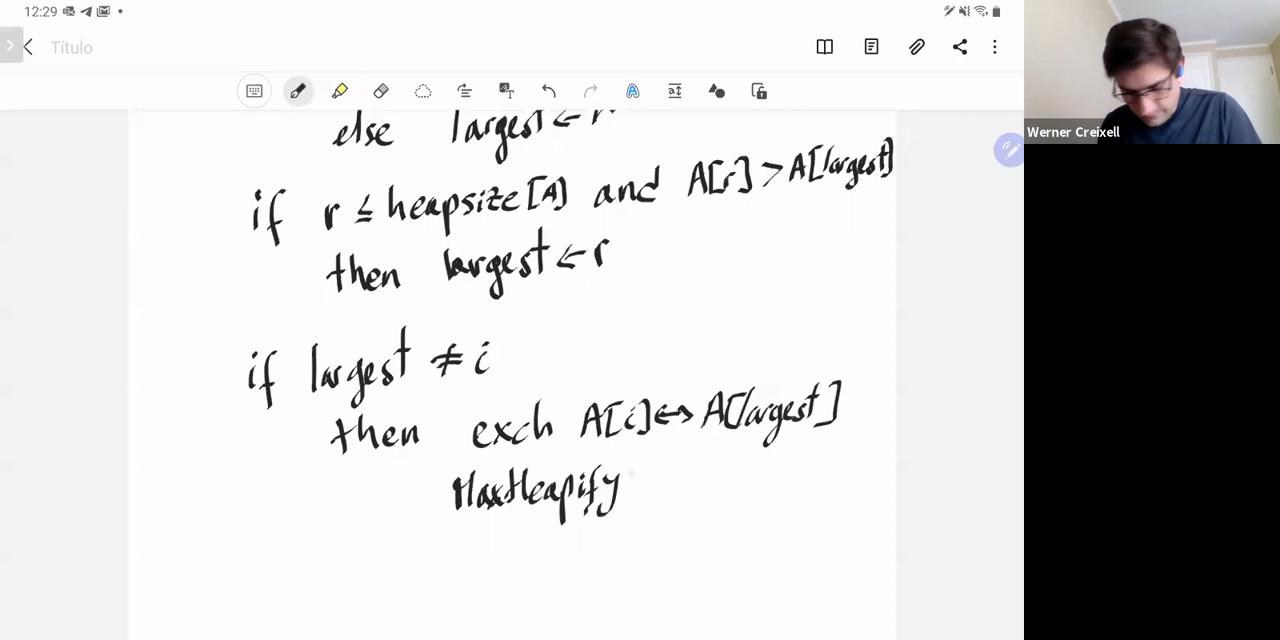 12:29
Título
else largest ←
if r ≤ heapsize[A] and A[r] > A[largest]
then largest ← r
if largest ≠ i
then exch A[i] ↔ A[largest]
MaxHeapify
Werner Creixell